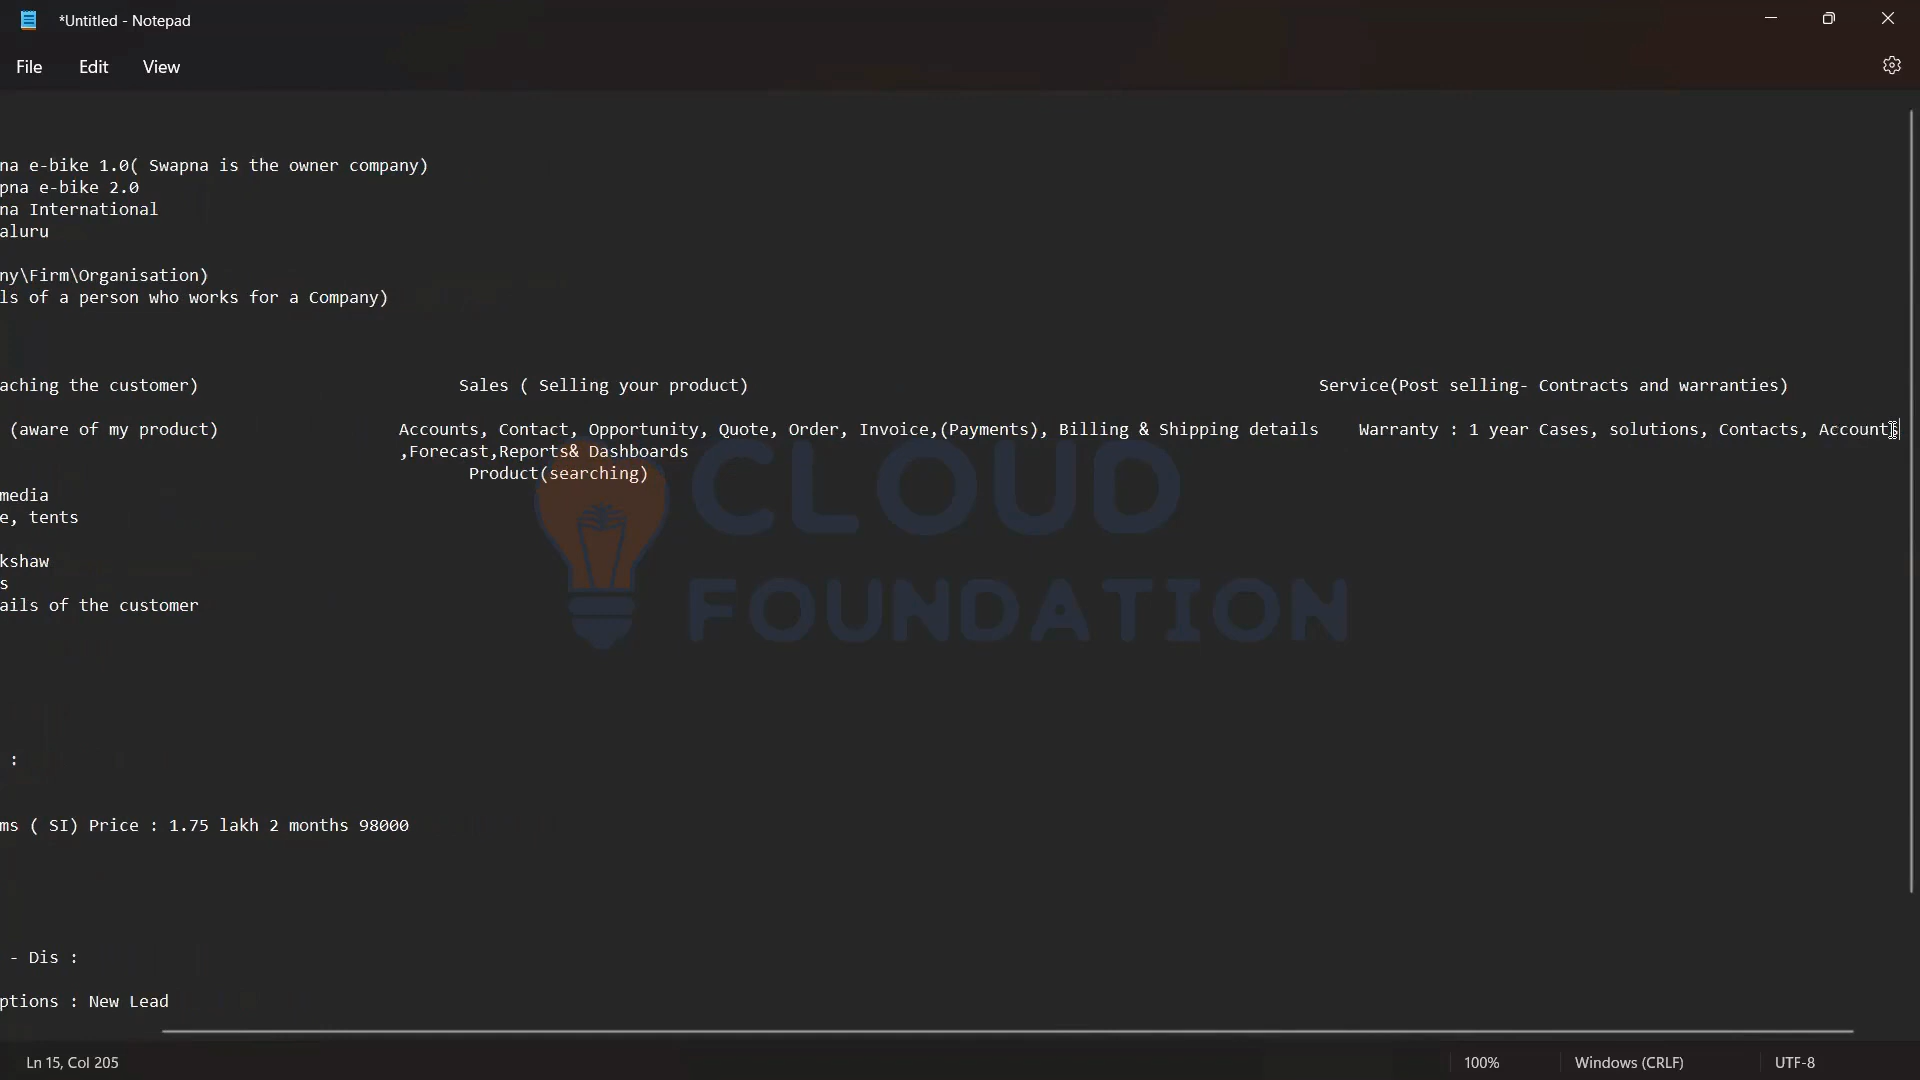 *Untitled - Notepad
File Edit View
na e-bike 1.0( Swapna is the owner company)
pna e-bike 2.0
na International
aluru
ny\Firm\Organisation)
ls of a person who works for a Company)
aching the customer) Sales ( Selling your product) Service(Post selling- Contracts and warranties)
(aware of my product) Accounts, Contact, Opportunity, Quote, Order, Invoice,(Payments), Billing & Shipping details Warranty : 1 year Cases, solutions, Contacts, Accounts
,Forecast,Reports& Dashboards
Product(searching)
media
e, tents
kshaw
s
ails of the customer
:
ms ( SI) Price : 1.75 lakh 2 months 98000
- Dis :
ptions : New Lead
CLOUD
FOUNDATION
Ln 15, Col 205 100% Windows (CRLF) UTF-8